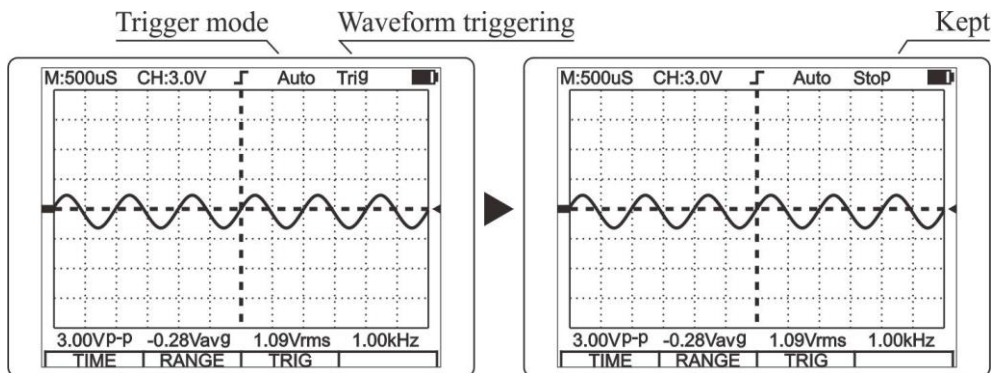 Trigger mode Waveform triggering Kept
M:500uS CH:3.0V Auto Trig
3.00Vp-p -0.28Vavg 1.09Vrms 1.00kHz
TIME RANGE TRIG
M:500uS CH:3.0V Auto Stop
3.00Vp-p -0.28Vavg 1.09Vrms 1.00kHz
TIME RANGE TRIG